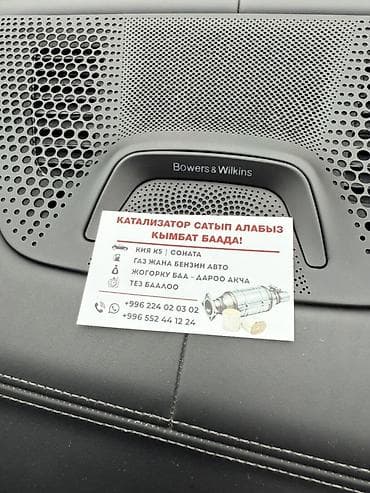 Bowers & Wilkins
КАТАЛИЗАТОР САТЫП АЛАБЫЗ
КЫМБАТ БААДА!
КИЯ К5 | СОНАТА
ГАЗ ЖАНА БЕНЗИН АВТО
ЖОГОРКУ БАА - ДАРОО АКЧА
ТЕЗ БААЛОО
+996 224 02 03 02
+996 552 44 12 24